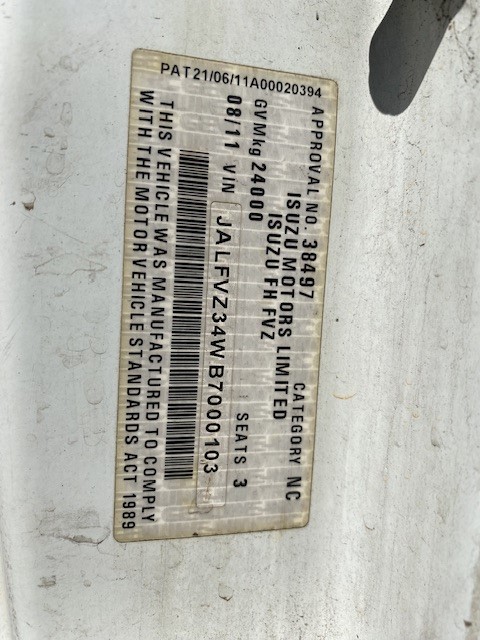 PAT21/06/11A00020394
APPROVAL NO. 38497 CATEGORY NC
ISUZU MOTORS LIMITED
ISUZU FH FVZ
GVMkg 24000 SEATS 3
08/11 VIN JALFVZ34WB7000103
THIS VEHICLE WAS MANUFACTURED TO COMPLY
WITH THE MOTOR VEHICLE STANDARDS ACT 1989